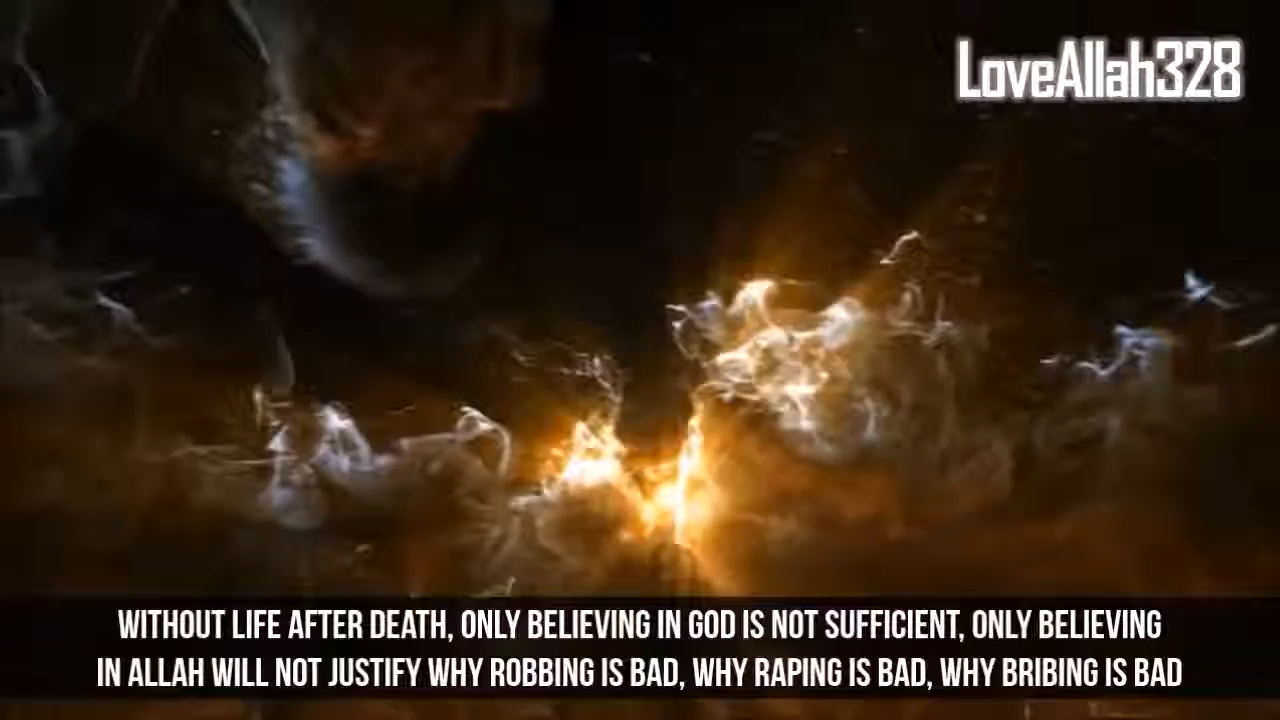 LoveAllah328
WITHOUT LIFE AFTER DEATH, ONLY BELIEVING IN GOD IS NOT SUFFICIENT, ONLY BELIEVING
IN ALLAH WILL NOT JUSTIFY WHY ROBBING IS BAD, WHY RAPING IS BAD, WHY BRIBING IS BAD